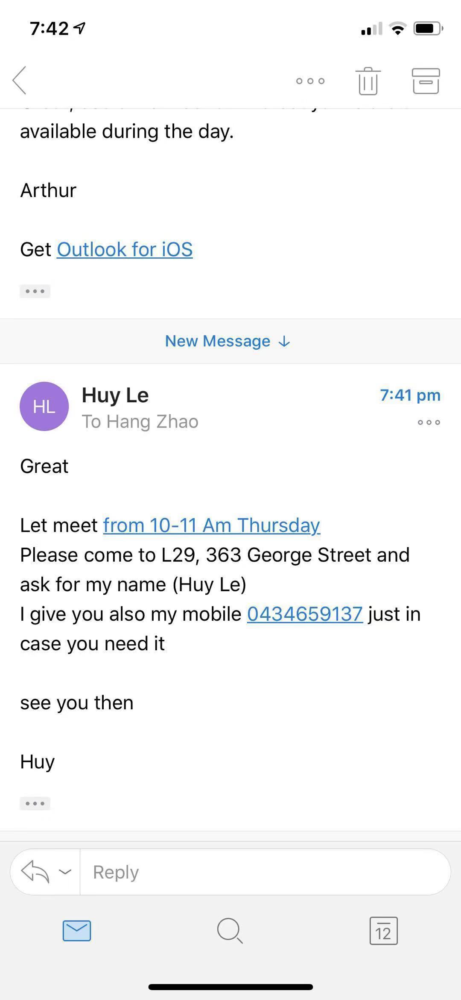 7:42
available during the day.
Arthur
Get Outlook for iOS
New Message ↓
HL
Huy Le
7:41 pm
To Hang Zhao
Great
Let meet from 10-11 Am Thursday
Please come to L29, 363 George Street and
ask for my name (Huy Le)
I give you also my mobile 0434659137 just in
case you need it
see you then
Huy
Reply
12